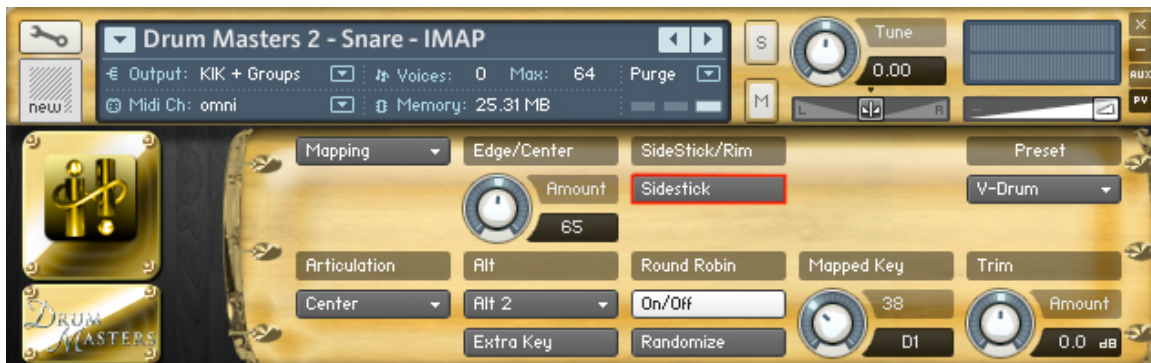 Drum Masters 2 - Snare - IMAP
Output: KIK + Groups
Voices: 0 Max: 64
Purge
Midi Ch: omni
Memory: 25.31 MB
new
S
M
Tune
0.00
L R
×
-
AUX
PV
Mapping
Edge/Center
SideStick/Rim
Preset
Amount
65
Sidestick
V-Drum
Articulation
Alt
Round Robin
Mapped Key
Trim
Center
Alt 2
On/Off
38
Amount
Extra Key
Randomize
D1
0.0 dB
DRUM
MASTERS